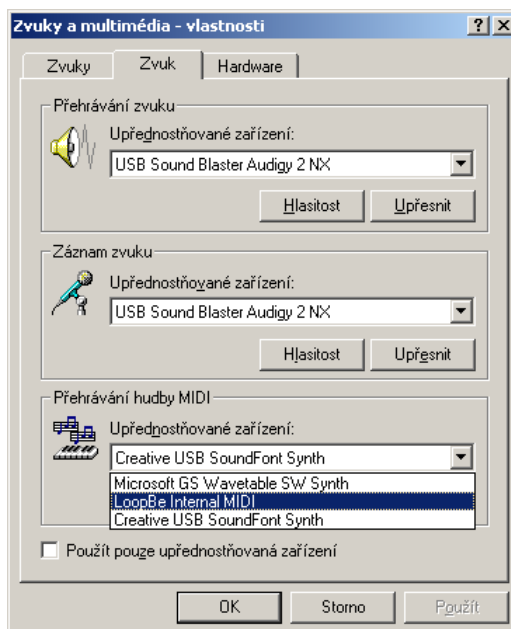 Zvuky a multimédia - vlastnosti
Zvuky
Zvuk
Hardware
Přehrávání zvuku
Upřednostňované zařízení:
USB Sound Blaster Audigy 2 NX
Hlasitost
Upřesnit
Záznam zvuku
Upřednostňované zařízení:
USB Sound Blaster Audigy 2 NX
Hlasitost
Upřesnit
Přehrávání hudby MIDI
Upřednostňované zařízení:
Creative USB SoundFont Synth
Microsoft GS Wavetable SW Synth
LoopBe Internal MIDI
Creative USB SoundFont Synth
Použít pouze upřednostňovaná zařízení
OK
Storno
Použít